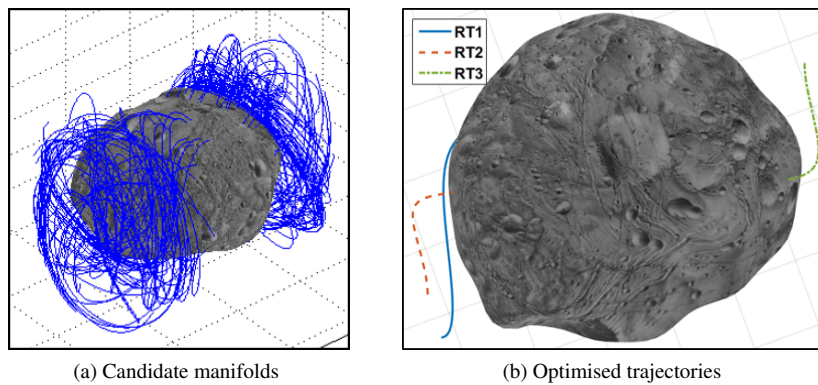 RT1
RT2
RT3
(a) Candidate manifolds
(b) Optimised trajectories